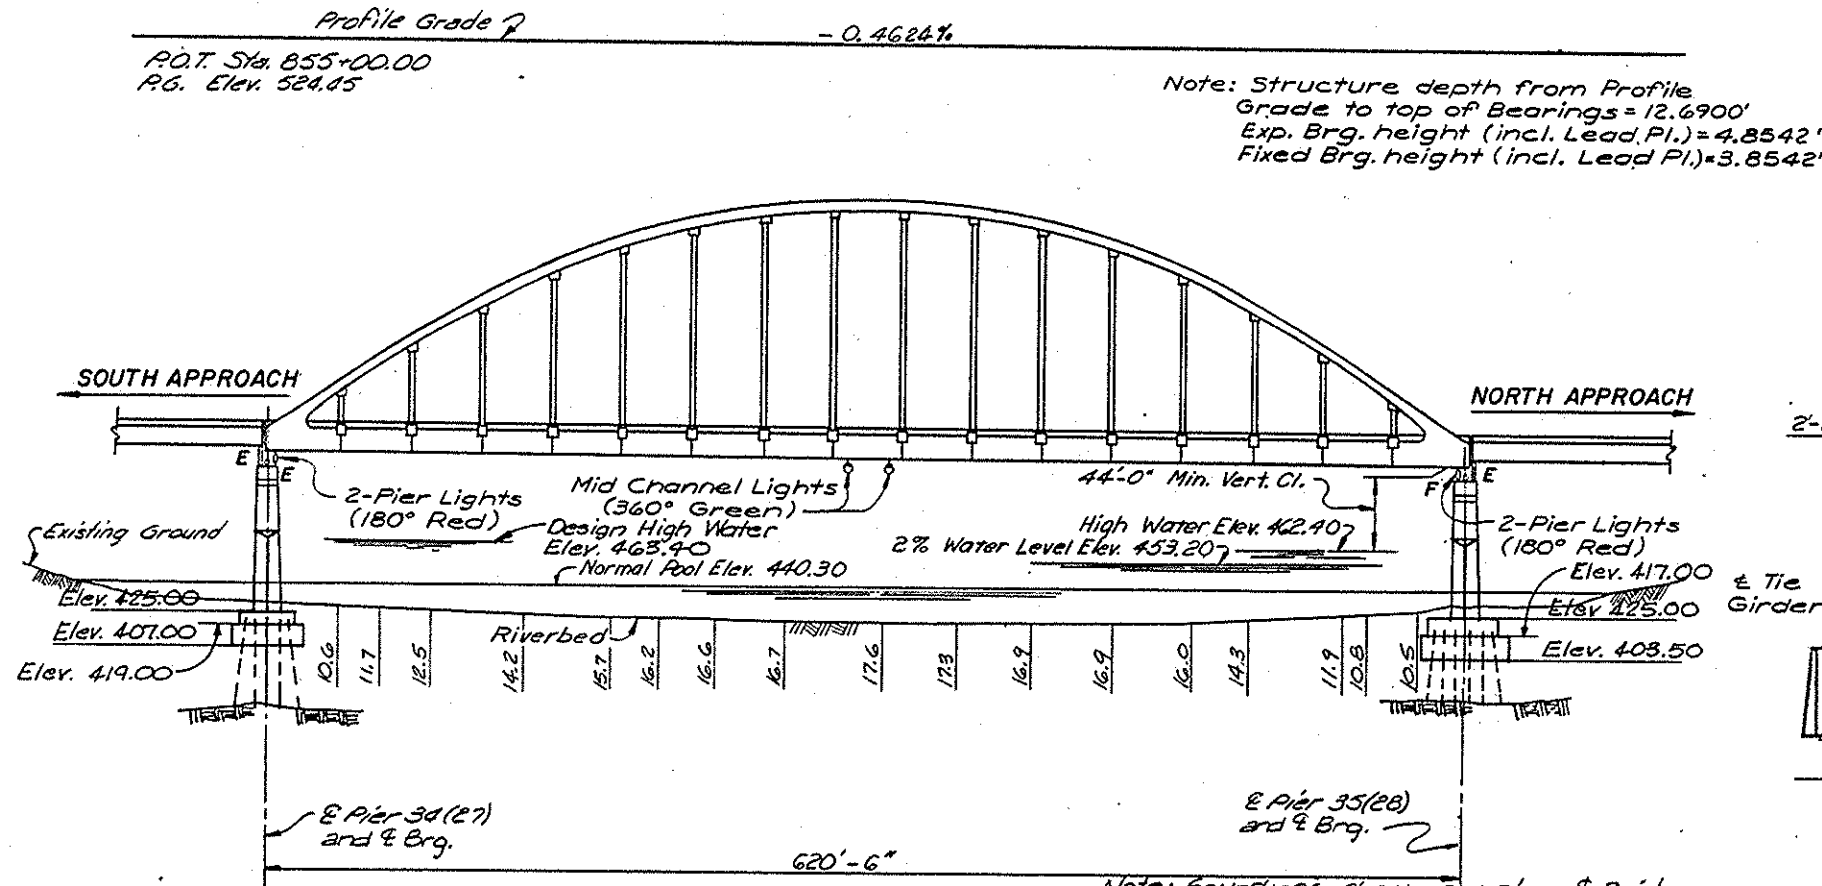 Profile Grade
- 0.4624%
P.O.T. Sta. 855+00.00
P.G. Elev. 524.45
Note: Structure depth from Profile
Grade to top of Bearings = 12.6900'
Exp. Brg. height (incl. Lead Pl.) = 4.8542'
Fixed Brg. height (incl. Lead Pl.) = 3.8542'
SOUTH APPROACH
NORTH APPROACH
2'-
E
E
F
E
2-Pier Lights
(180° Red)
Mid Channel Lights
(360° Green)
44'-0" Min. Vert. Cl.
Existing Ground
Design High Water
Elev. 463.40
High Water Elev. 462.40
2% Water Level Elev. 453.20
2-Pier Lights
(180° Red)
Normal Pool Elev. 440.30
Elev. 417.00
Elev. 425.00
Elev. 425.00
℄ Tie
Girder
Elev. 407.00
Riverbed
Elev. 403.50
Elev. 419.00
10.6
11.7
12.5
14.2
15.7
16.2
16.6
16.7
17.6
17.3
16.9
16.9
16.0
14.3
11.9
10.8
10.5
℄ Pier 34(27)
and ℄ Brg.
℄ Pier 35(28)
and ℄ Brg.
620'-6"